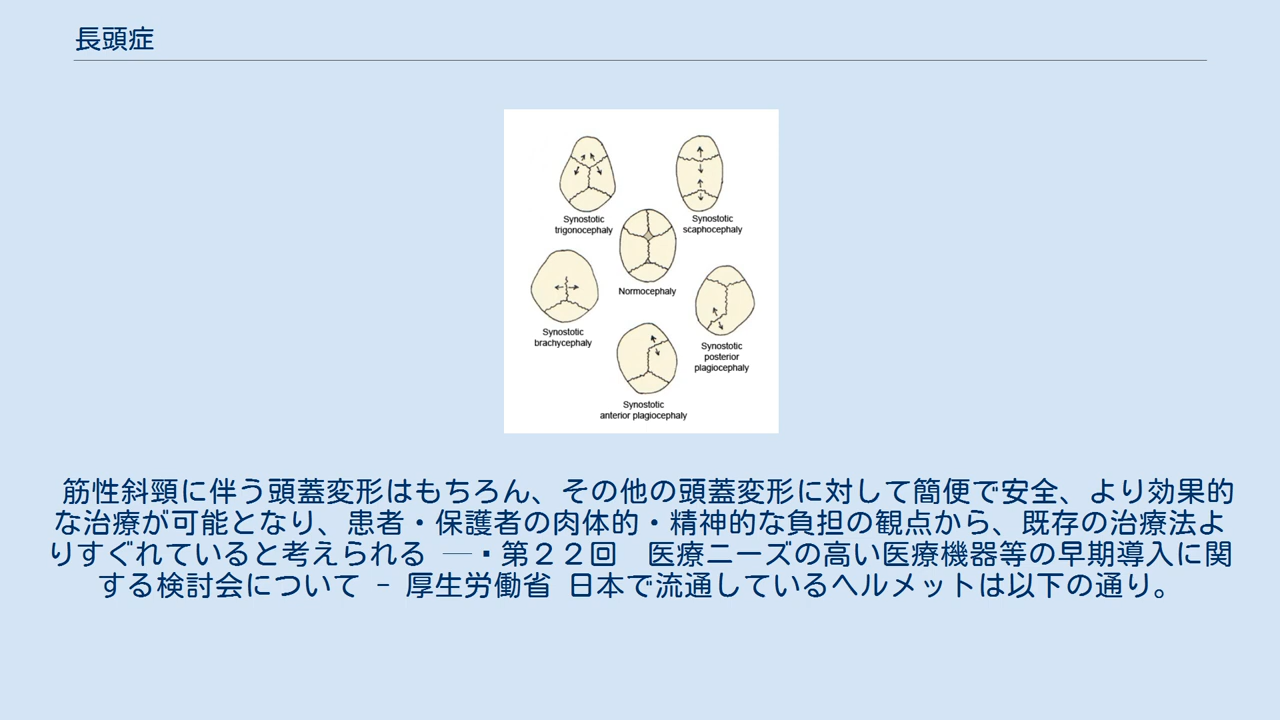 長頭症
Synostotic
trigonocephaly
Synostotic
scaphocephaly
Normocephaly
Synostotic
brachycephaly
Synostotic
posterior
plagiocephaly
Synostotic
anterior plagiocephaly
筋性斜頸に伴う頭蓋変形はもちろん、その他の頭蓋変形に対して簡便で安全、より効果的
な治療が可能となり、患者・保護者の肉体的・精神的な負担の観点から、既存の治療法よ
りすぐれていると考えられる ―▪第２２回　医療ニーズの高い医療機器等の早期導入に関
する検討会について － 厚生労働省 日本で流通しているヘルメットは以下の通り。